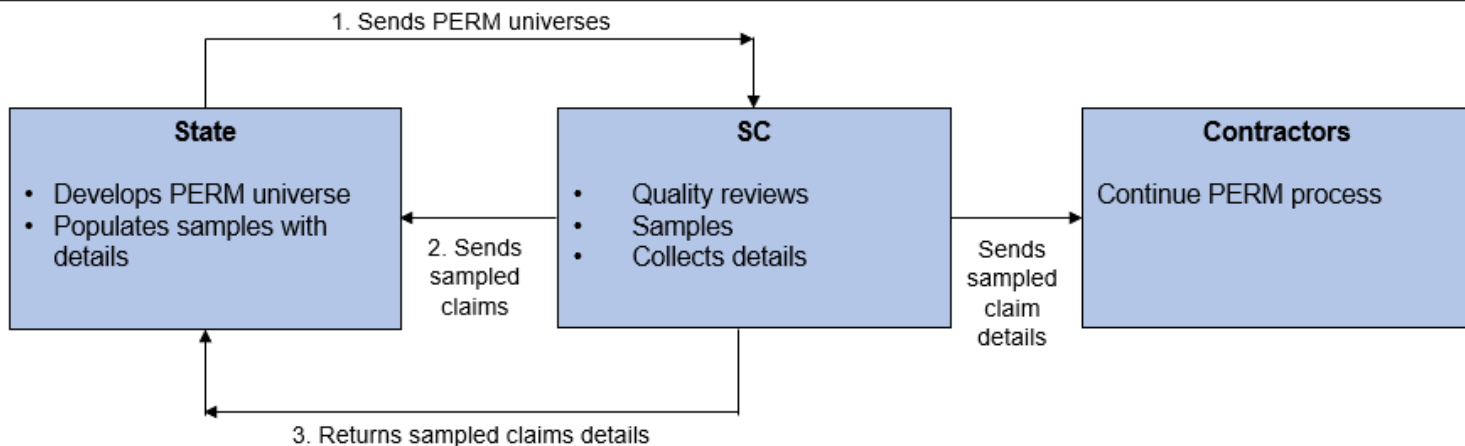 1. Sends PERM universes
State
• Develops PERM universe
• Populates samples with
details
2. Sends
sampled
claims
SC
• Quality reviews
• Samples
• Collects details
Sends
sampled
claim
details
Contractors
Continue PERM process
3. Returns sampled claims details